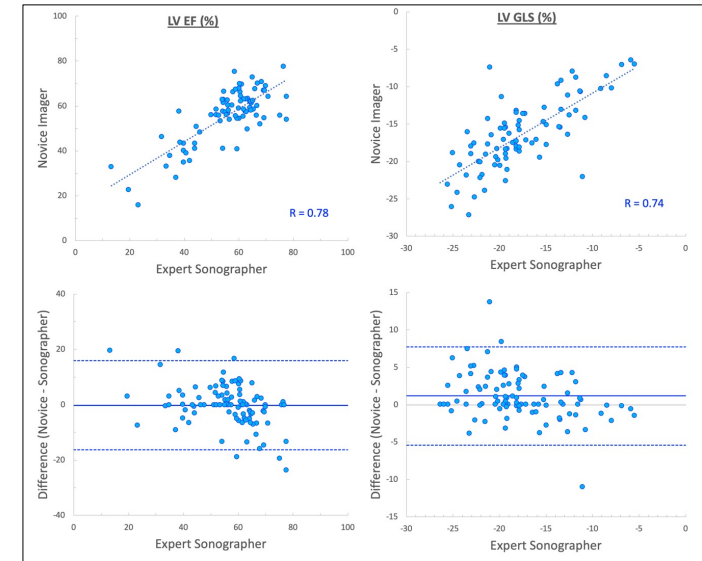 LV EF (%)
100
80
60
40
20
0
Novice Imager
R = 0.78
0 20 40 60 80 100
Expert Sonographer
LV GLS (%)
0
-5
-10
-15
-20
-25
-30
Novice Imager
R = 0.74
-30 -25 -20 -15 -10 -5 0
Expert Sonographer
40
20
0
-20
-40
Difference (Novice - Sonographer)
0 20 40 60 80 100
Expert Sonographer
15
10
5
0
-5
-10
-15
Difference (Novice - Sonographer)
-30 -25 -20 -15 -10 -5 0
Expert Sonographer